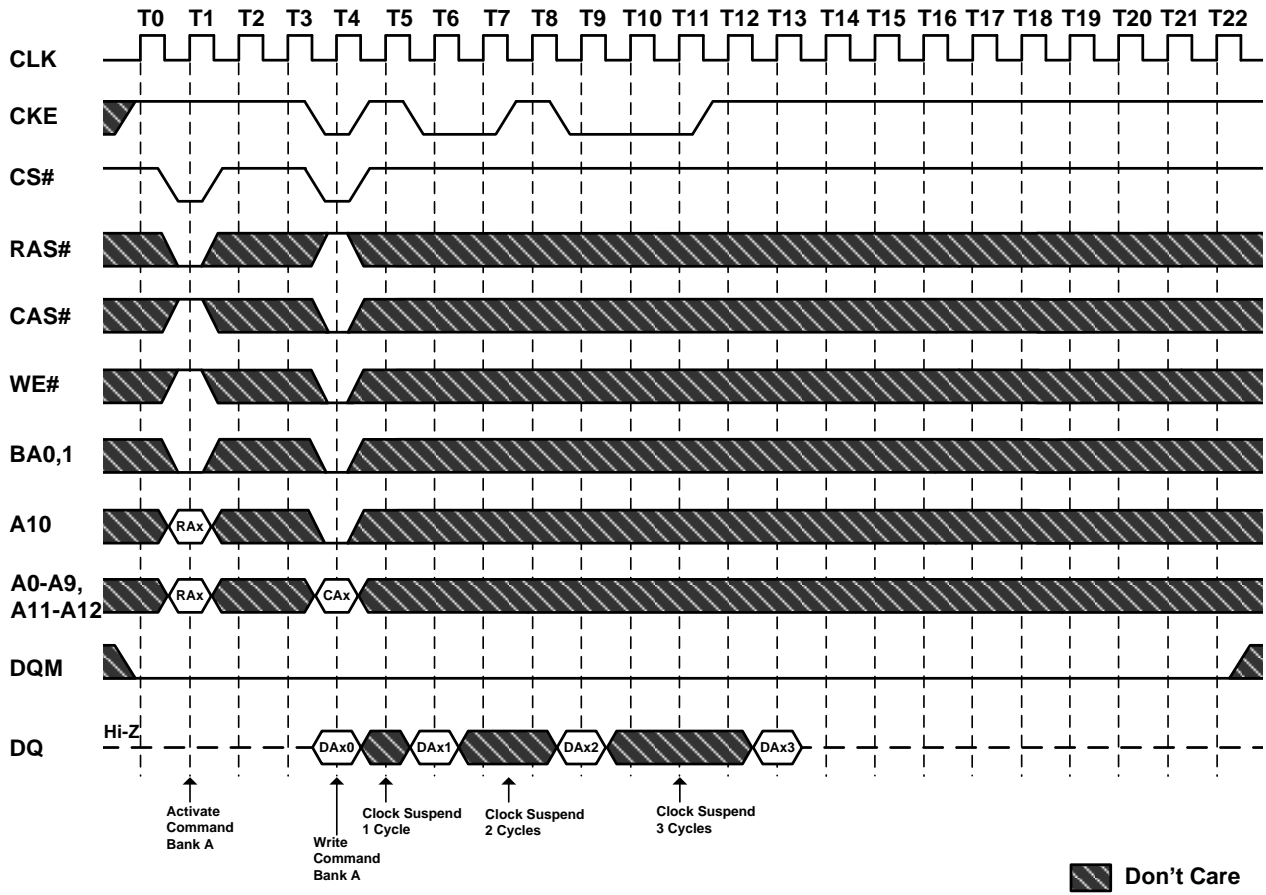 T0 T1 T2 T3 T4 T5 T6 T7 T8 T9 T10 T11 T12 T13 T14 T15 T16 T17 T18 T19 T20 T21 T22
CLK
CKE
CS#
RAS#
CAS#
WE#
BA0,1
A10 RAx
A0-A9,
A11-A12 RAx CAx
DQM
Hi-Z
DQ DAx0 DAx1 DAx2 DAx3
Activate
Command
Bank A
Write
Command
Bank A
Clock Suspend
1 Cycle
Clock Suspend
2 Cycles
Clock Suspend
3 Cycles
Don't Care